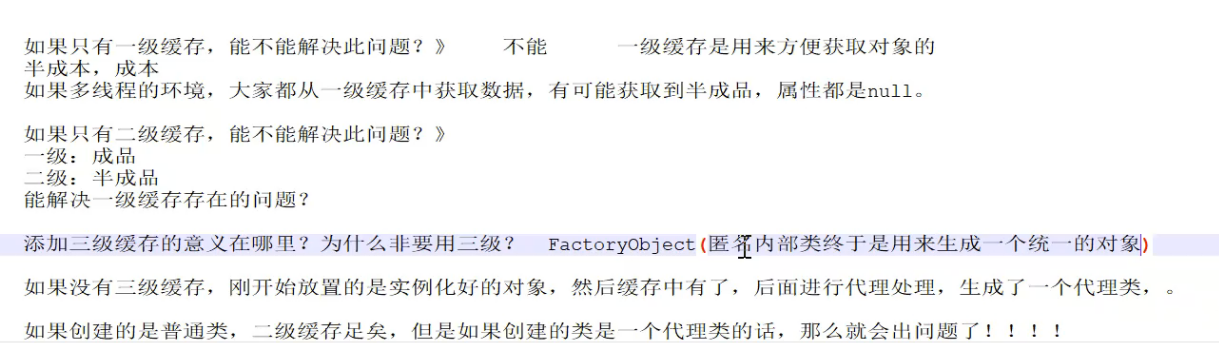 如果只有一级缓存，能不能解决此问题？》 不能 一级缓存是用来方便获取对象的
半成本，成本
如果多线程的环境，大家都从一级缓存中获取数据，有可能获取到半成品，属性都是null。
如果只有二级缓存，能不能解决此问题？》
一级：成品
二级：半成品
能解决一级缓存存在的问题？
添加三级缓存的意义在哪里？为什么非要用三级？ FactoryObject(匿名内部类终于是用来生成一个统一的对象)
如果没有三级缓存，刚开始放置的是实例化好的对象，然后缓存中有了，后面进行代理处理，生成了一个代理类，。
如果创建的是普通类，二级缓存足矣，但是如果创建的类是一个代理类的话，那么就会出问题了！！！！